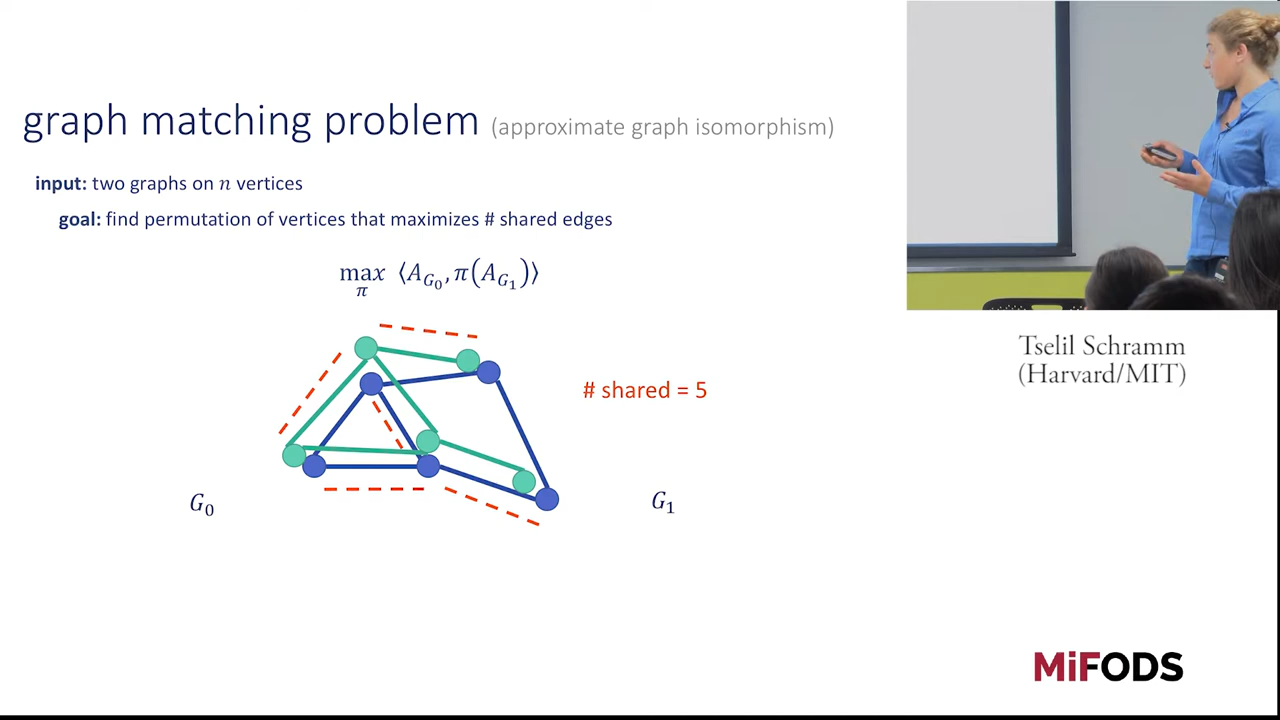 graph matching problem (approximate graph isomorphism)
input: two graphs on n vertices
goal: find permutation of vertices that maximizes # shared edges
max ⟨A_{G_0}, π(A_{G_1})⟩
π
# shared = 5
G_0
G_1
Tselil Schramm
(Harvard/MIT)
MiFODS